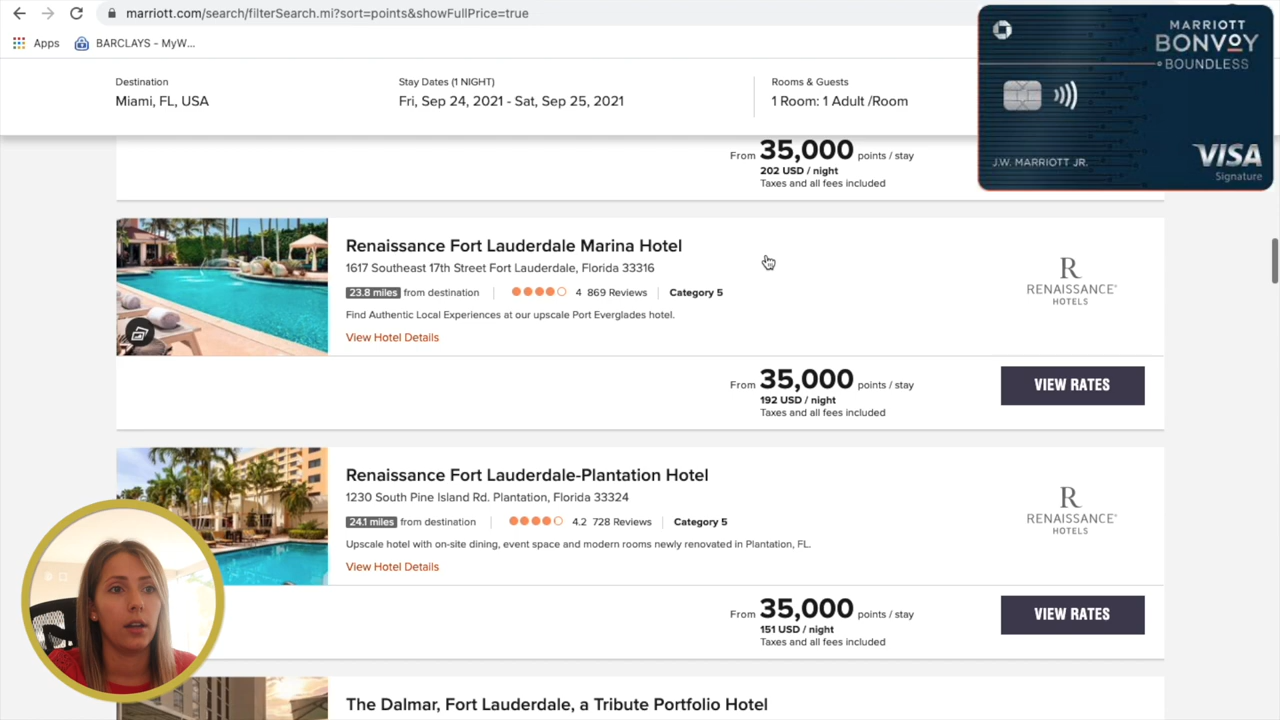 marriott.com/search/filterSearch.mi?sort=points&showFullPrice=true
Apps
BARCLAYS - MyW...
Destination
Miami, FL, USA
Stay Dates (1 NIGHT)
Fri, Sep 24, 2021 - Sat, Sep 25, 2021
Rooms & Guests
1 Room: 1 Adult /Room
MARRIOTT
BONVOY
BOUNDLESS
J.W. MARRIOTT JR.
VISA
Signature
From 35,000 points / stay
202 USD / night
Taxes and all fees included
Renaissance Fort Lauderdale Marina Hotel
1617 Southeast 17th Street Fort Lauderdale, Florida 33316
23.8 miles from destination
4 869 Reviews
Category 5
Find Authentic Local Experiences at our upscale Port Everglades hotel.
View Hotel Details
R
RENAISSANCE®
HOTELS
From 35,000 points / stay
192 USD / night
Taxes and all fees included
VIEW RATES
Renaissance Fort Lauderdale-Plantation Hotel
1230 South Pine Island Rd. Plantation, Florida 33324
24.1 miles from destination
4.2 728 Reviews
Category 5
Upscale hotel with on-site dining, event space and modern rooms newly renovated in Plantation, FL.
View Hotel Details
R
RENAISSANCE®
HOTELS
From 35,000 points / stay
151 USD / night
Taxes and all fees included
VIEW RATES
The Dalmar, Fort Lauderdale, a Tribute Portfolio Hotel